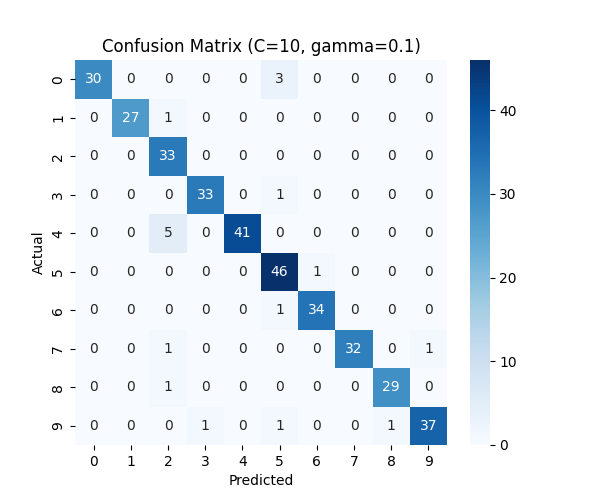 Confusion Matrix (C=10, gamma=0.1)
0 30 0 0 0 0 3 0 0 0 0
1 0 27 1 0 0 0 0 0 0 0
2 0 0 33 0 0 0 0 0 0 0
3 0 0 0 33 0 1 0 0 0 0
4 0 0 5 0 41 0 0 0 0 0
5 0 0 0 0 0 46 1 0 0 0
6 0 0 0 0 0 1 34 0 0 0
7 0 0 1 0 0 0 0 32 0 1
8 0 0 1 0 0 0 0 0 29 0
9 0 0 0 1 0 1 0 0 1 37
0 1 2 3 4 5 6 7 8 9
Predicted
Actual
40
30
20
10
0